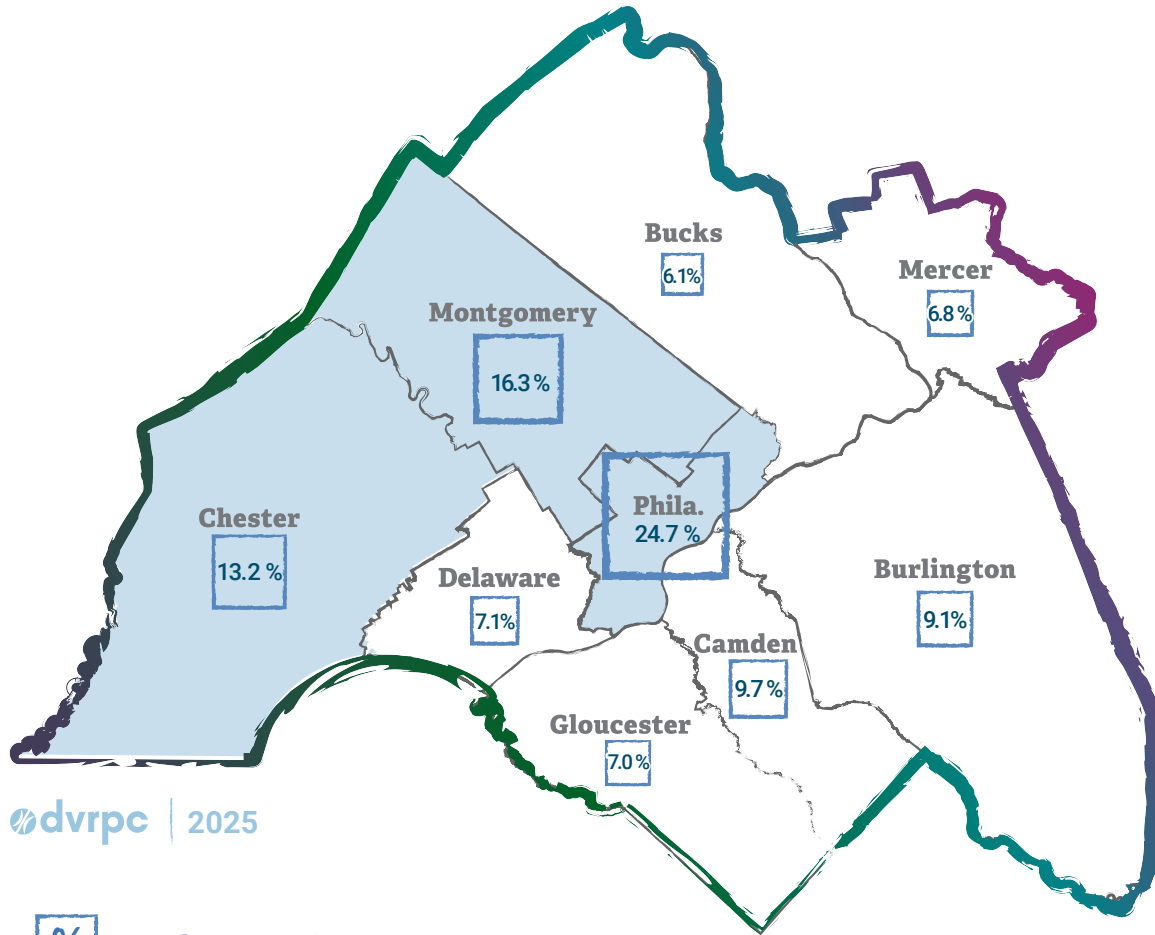 Bucks
6.1%
Mercer
6.8 %
Montgomery
16.3 %
Phila.
24.7 %
Chester
13.2 %
Delaware
7.1%
Burlington
9.1%
Camden
9.7 %
Gloucester
7.0 %
dvrpc | 2025
%